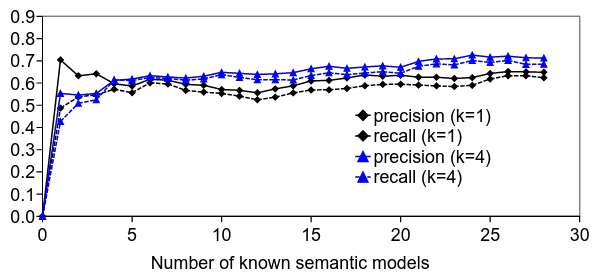 0.9
0.8
0.7
0.6
0.5
0.4
0.3
0.2
0.1
0.0
precision (k=1)
recall (k=1)
precision (k=4)
recall (k=4)
0 5 10 15 20 25 30
Number of known semantic models